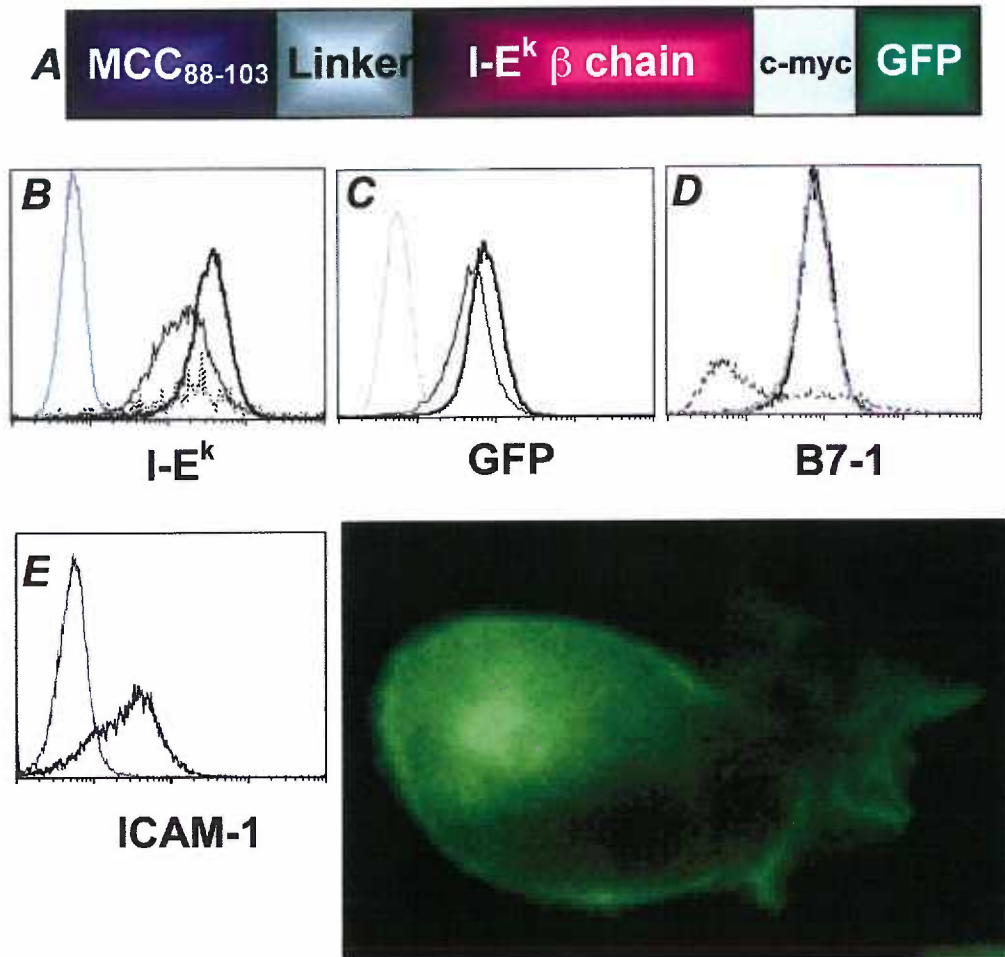 A MCC88-103 Linker I-Ek β chain c-myc GFP
B C D
I-Ek GFP B7-1
E
ICAM-1